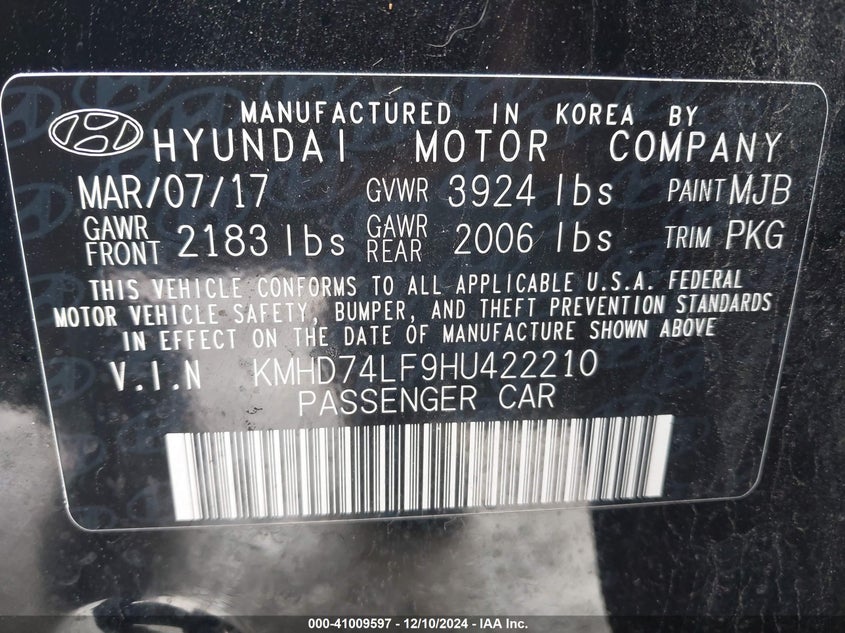 MANUFACTURED IN KOREA BY
HYUNDAI MOTOR COMPANY
MAR/07/17 GVWR 3924 lbs PAINT MJB
GAWR FRONT 2183 lbs GAWR REAR 2006 lbs TRIM PKG
THIS VEHICLE CONFORMS TO ALL APPLICABLE U.S.A. FEDERAL
MOTOR VEHICLE SAFETY, BUMPER, AND THEFT PREVENTION STANDARDS
IN EFFECT ON THE DATE OF MANUFACTURE SHOWN ABOVE
V.I.N KMHD74LF9HU422210
PASSENGER CAR
000-41009597 - 12/10/2024 - IAA Inc.